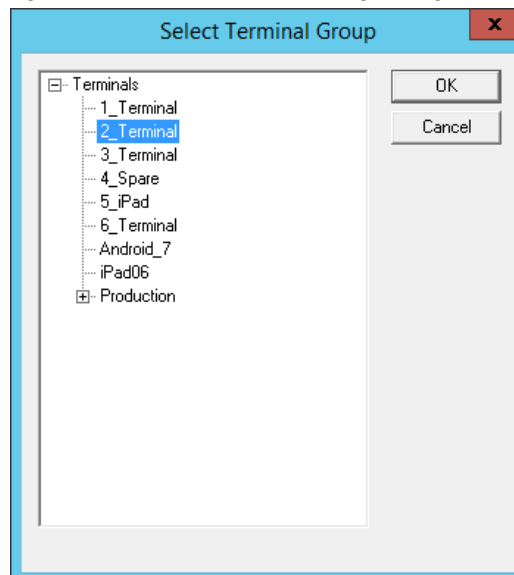 Select Terminal Group
x
Terminals
1_Terminal
2_Terminal
3_Terminal
4_Spare
5_iPad
6_Terminal
Android_7
iPad06
Production
OK
Cancel